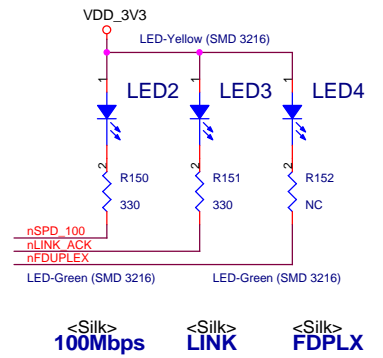 VDD_3V3
LED-Yellow (SMD 3216)
1 1 1
LED2 LED3 LED4
2 2 2
R150 R151 R152
330 330 NC
nSPD_100
nLINK_ACK
nFDUPLEX
LED-Green (SMD 3216) LED-Green (SMD 3216)
<Silk> <Silk> <Silk>
100Mbps LINK FDPLX